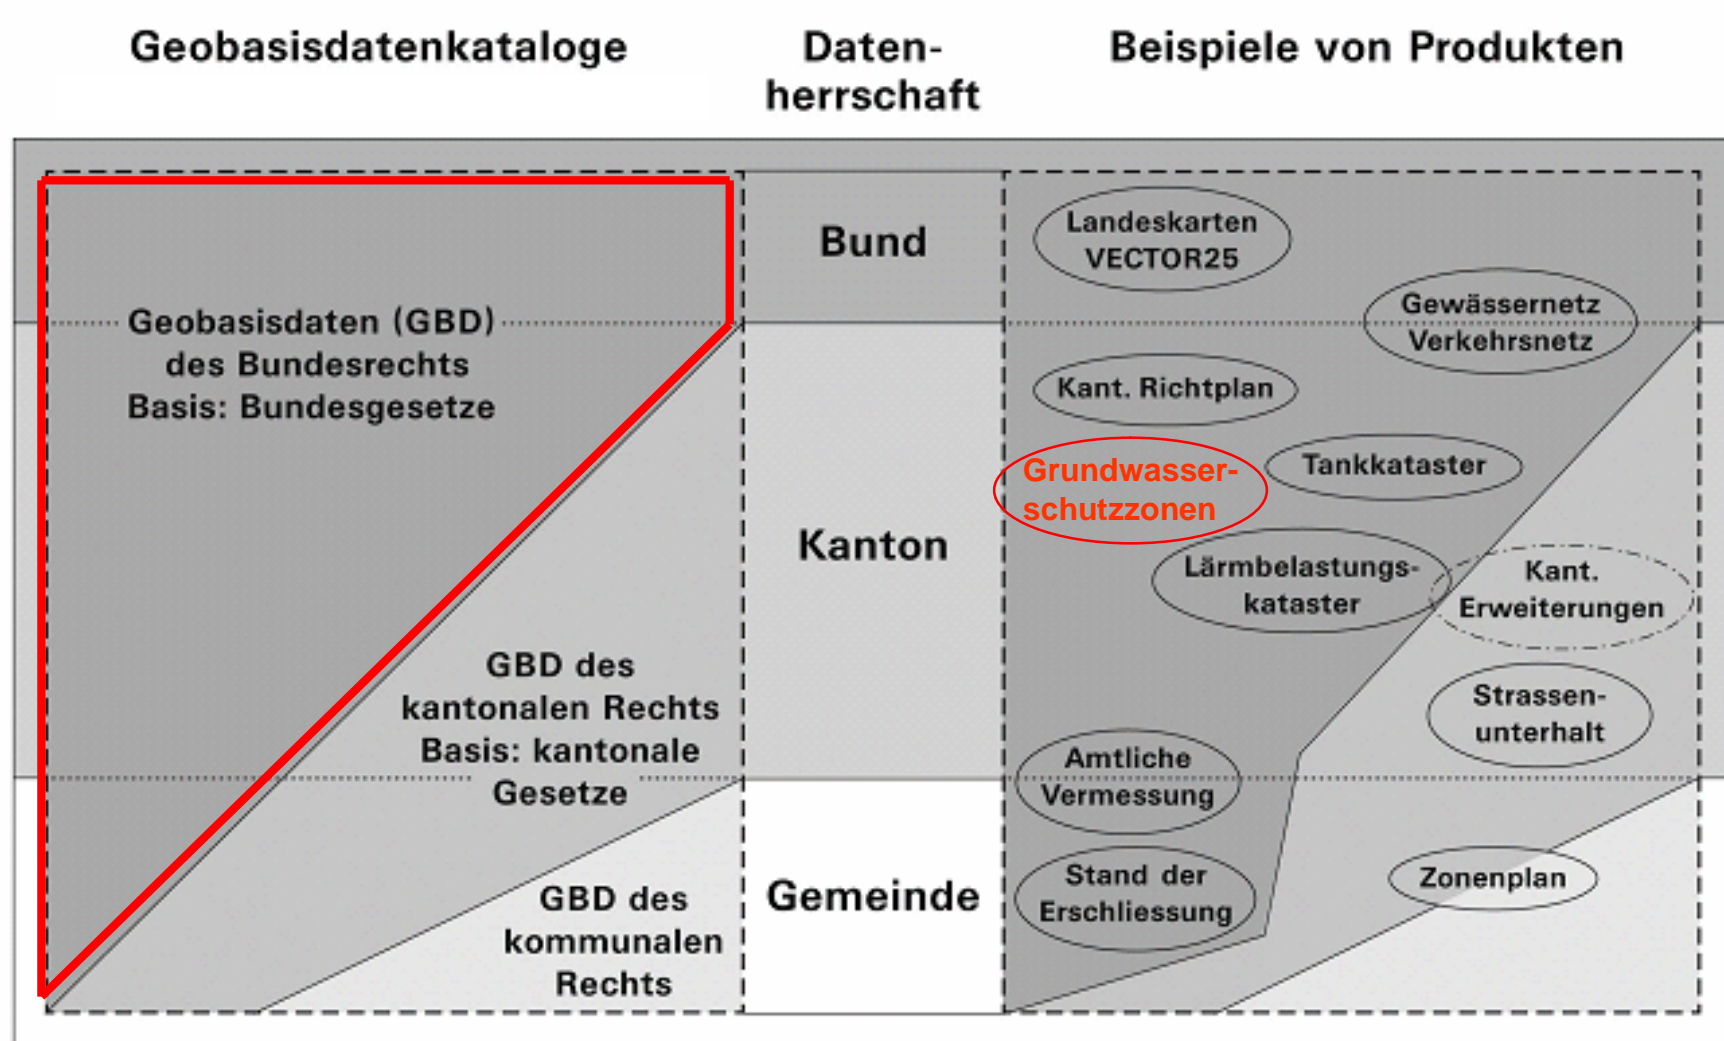 Geobasisdatenkataloge
Daten-
herrschaft
Beispiele von Produkten
Geobasisdaten (GBD)
des Bundesrechts
Basis: Bundesgesetze
GBD des
kantonalen Rechts
Basis: kantonale
Gesetze
GBD des
kommunalen
Rechts
Bund
Kanton
Gemeinde
Landeskarten
VECTOR25
Gewässernetz
Verkehrsnetz
Kant. Richtplan
Grundwasser-
schutzzonen
Tankkataster
Lärmbelastungs-
kataster
Kant.
Erweiterungen
Strassen-
unterhalt
Amtliche
Vermessung
Stand der
Erschliessung
Zonenplan